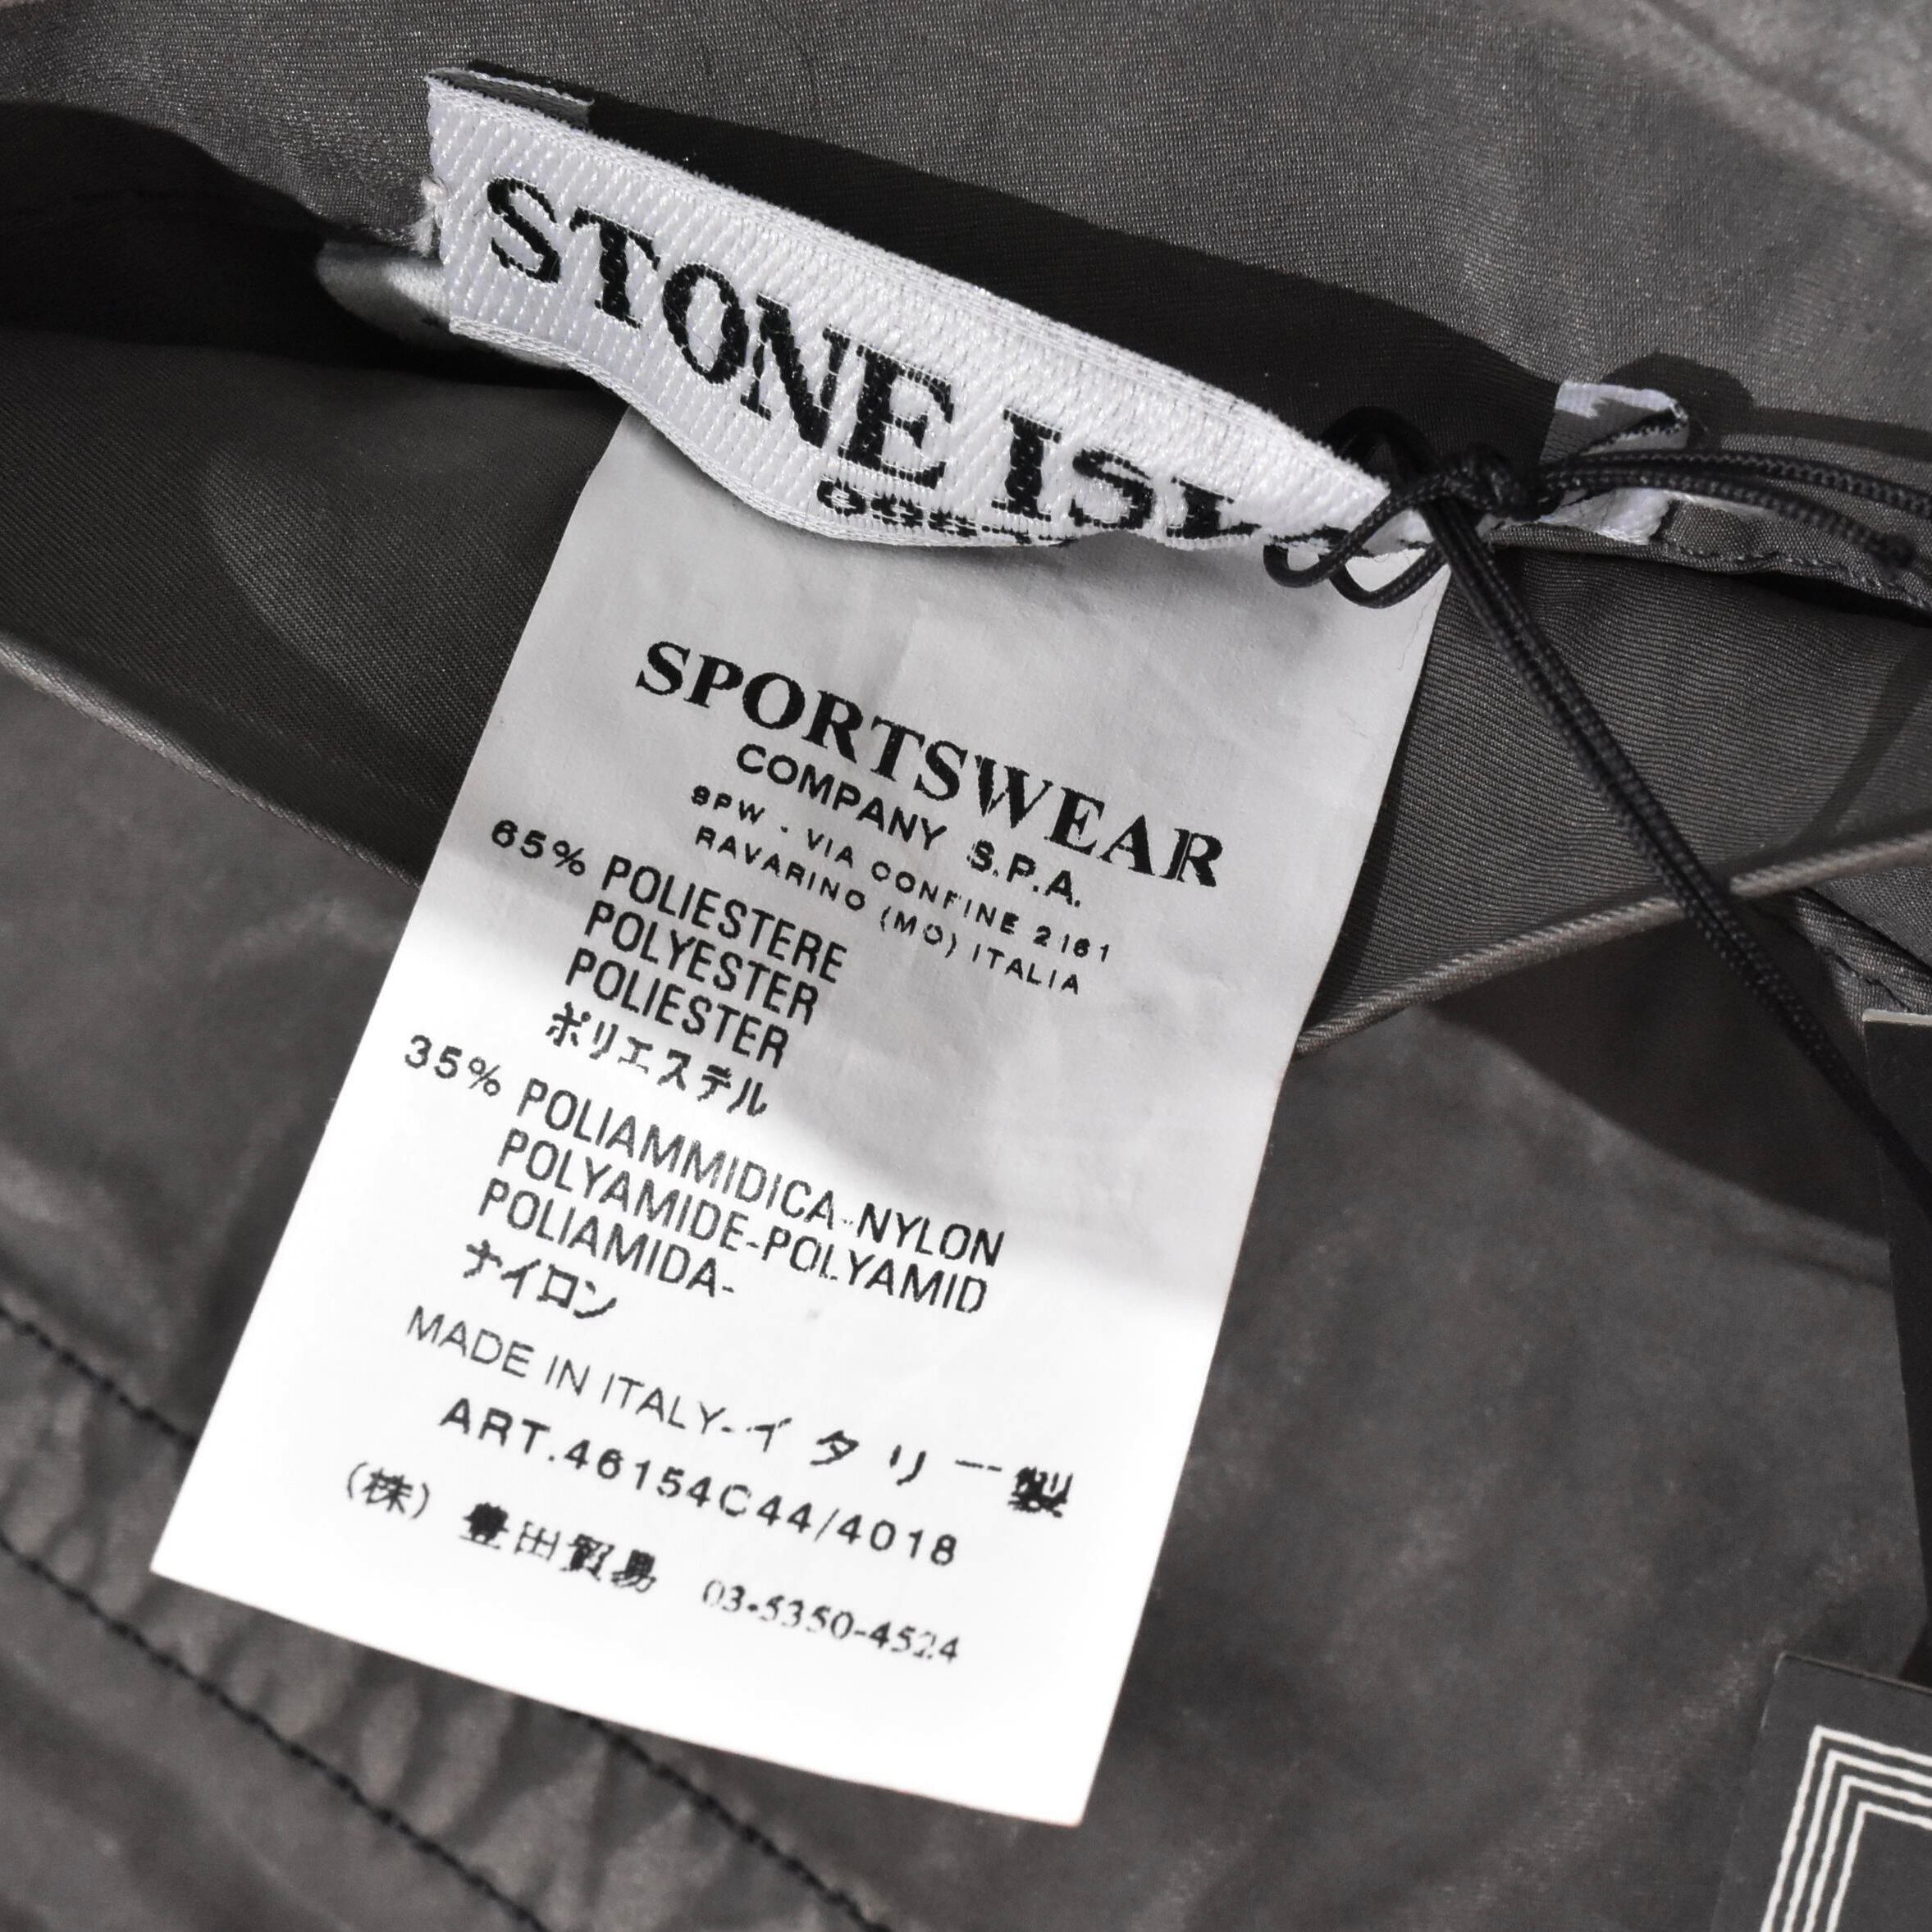 STONE ISL
SPORTSWEAR
COMPANY S.P.A.
SPW - VIA CONFINE 2161
RAVARINO (MO) ITALIA
65% POLIESTERE
POLYESTER
POLIESTER
ポリエステル
35% POLIAMMIDICA-NYLON
POLYAMIDE-POLYAMID
POLIAMIDA-
ナイロン
MADE IN ITALY-イタリー製
ART.46154C44/4018
(株) 豊田貿易 03-5350-4524